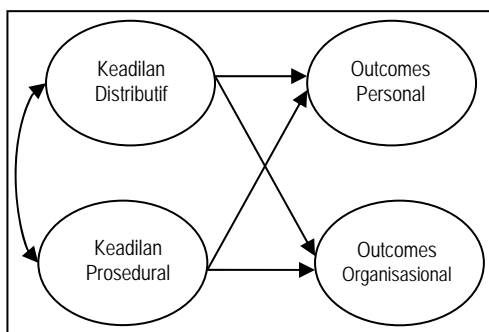 Keadilan
Distributif
Outcomes
Personal
Keadilan
Prosedural
Outcomes
Organisasional